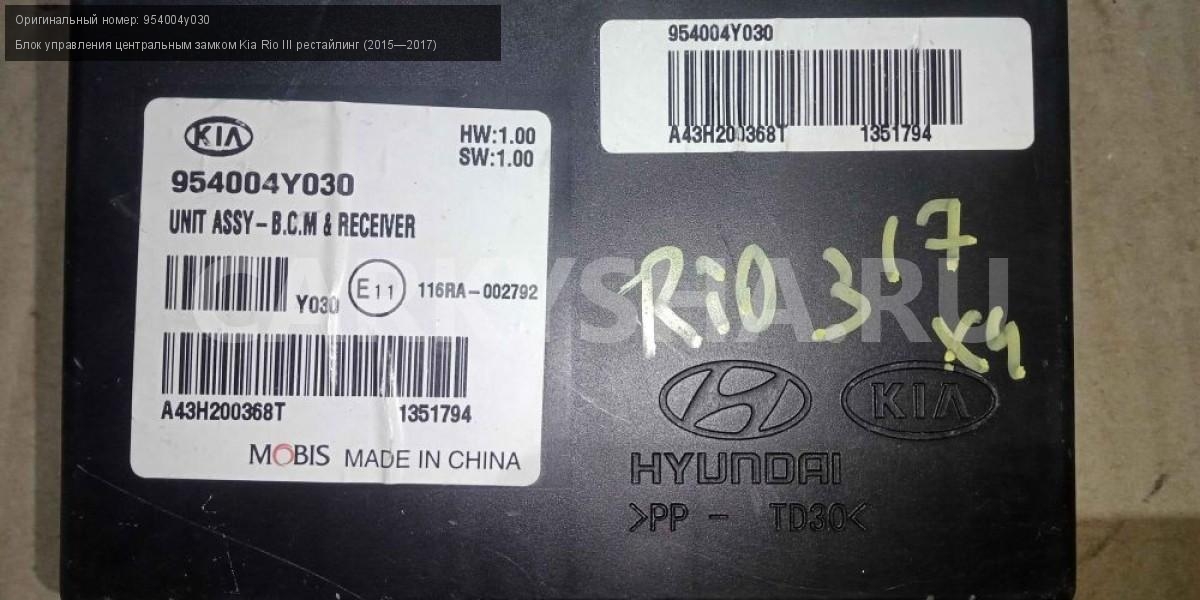 Оригинальный номер: 954004y030
Блок управления центральным замком Kia Rio III рестайлинг (2015—2017)
954004Y030
A43H200368T 1351794
KIA
HW:1.00
SW:1.00
954004Y030
UNIT ASSY - B.C.M & RECEIVER
Y030 E11 116RA-002792
A43H200368T 1351794
MOBIS MADE IN CHINA
RiO 3 17
X4
CARKYSHA.RU
KIA
HYUNDAI
>PP - TD30<